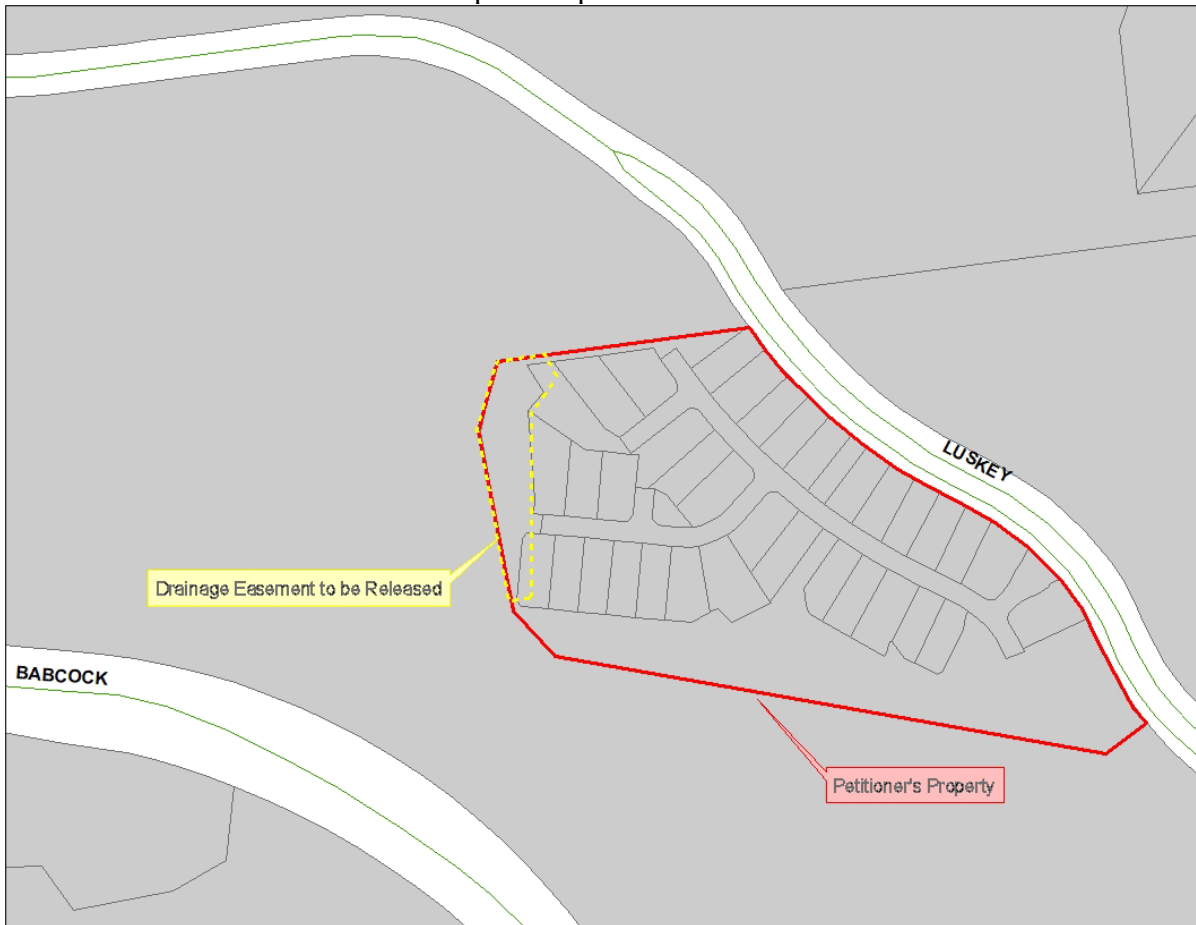 LUSKEY
Drainage Easement to be Released
BABCOCK
Petitioner's Property